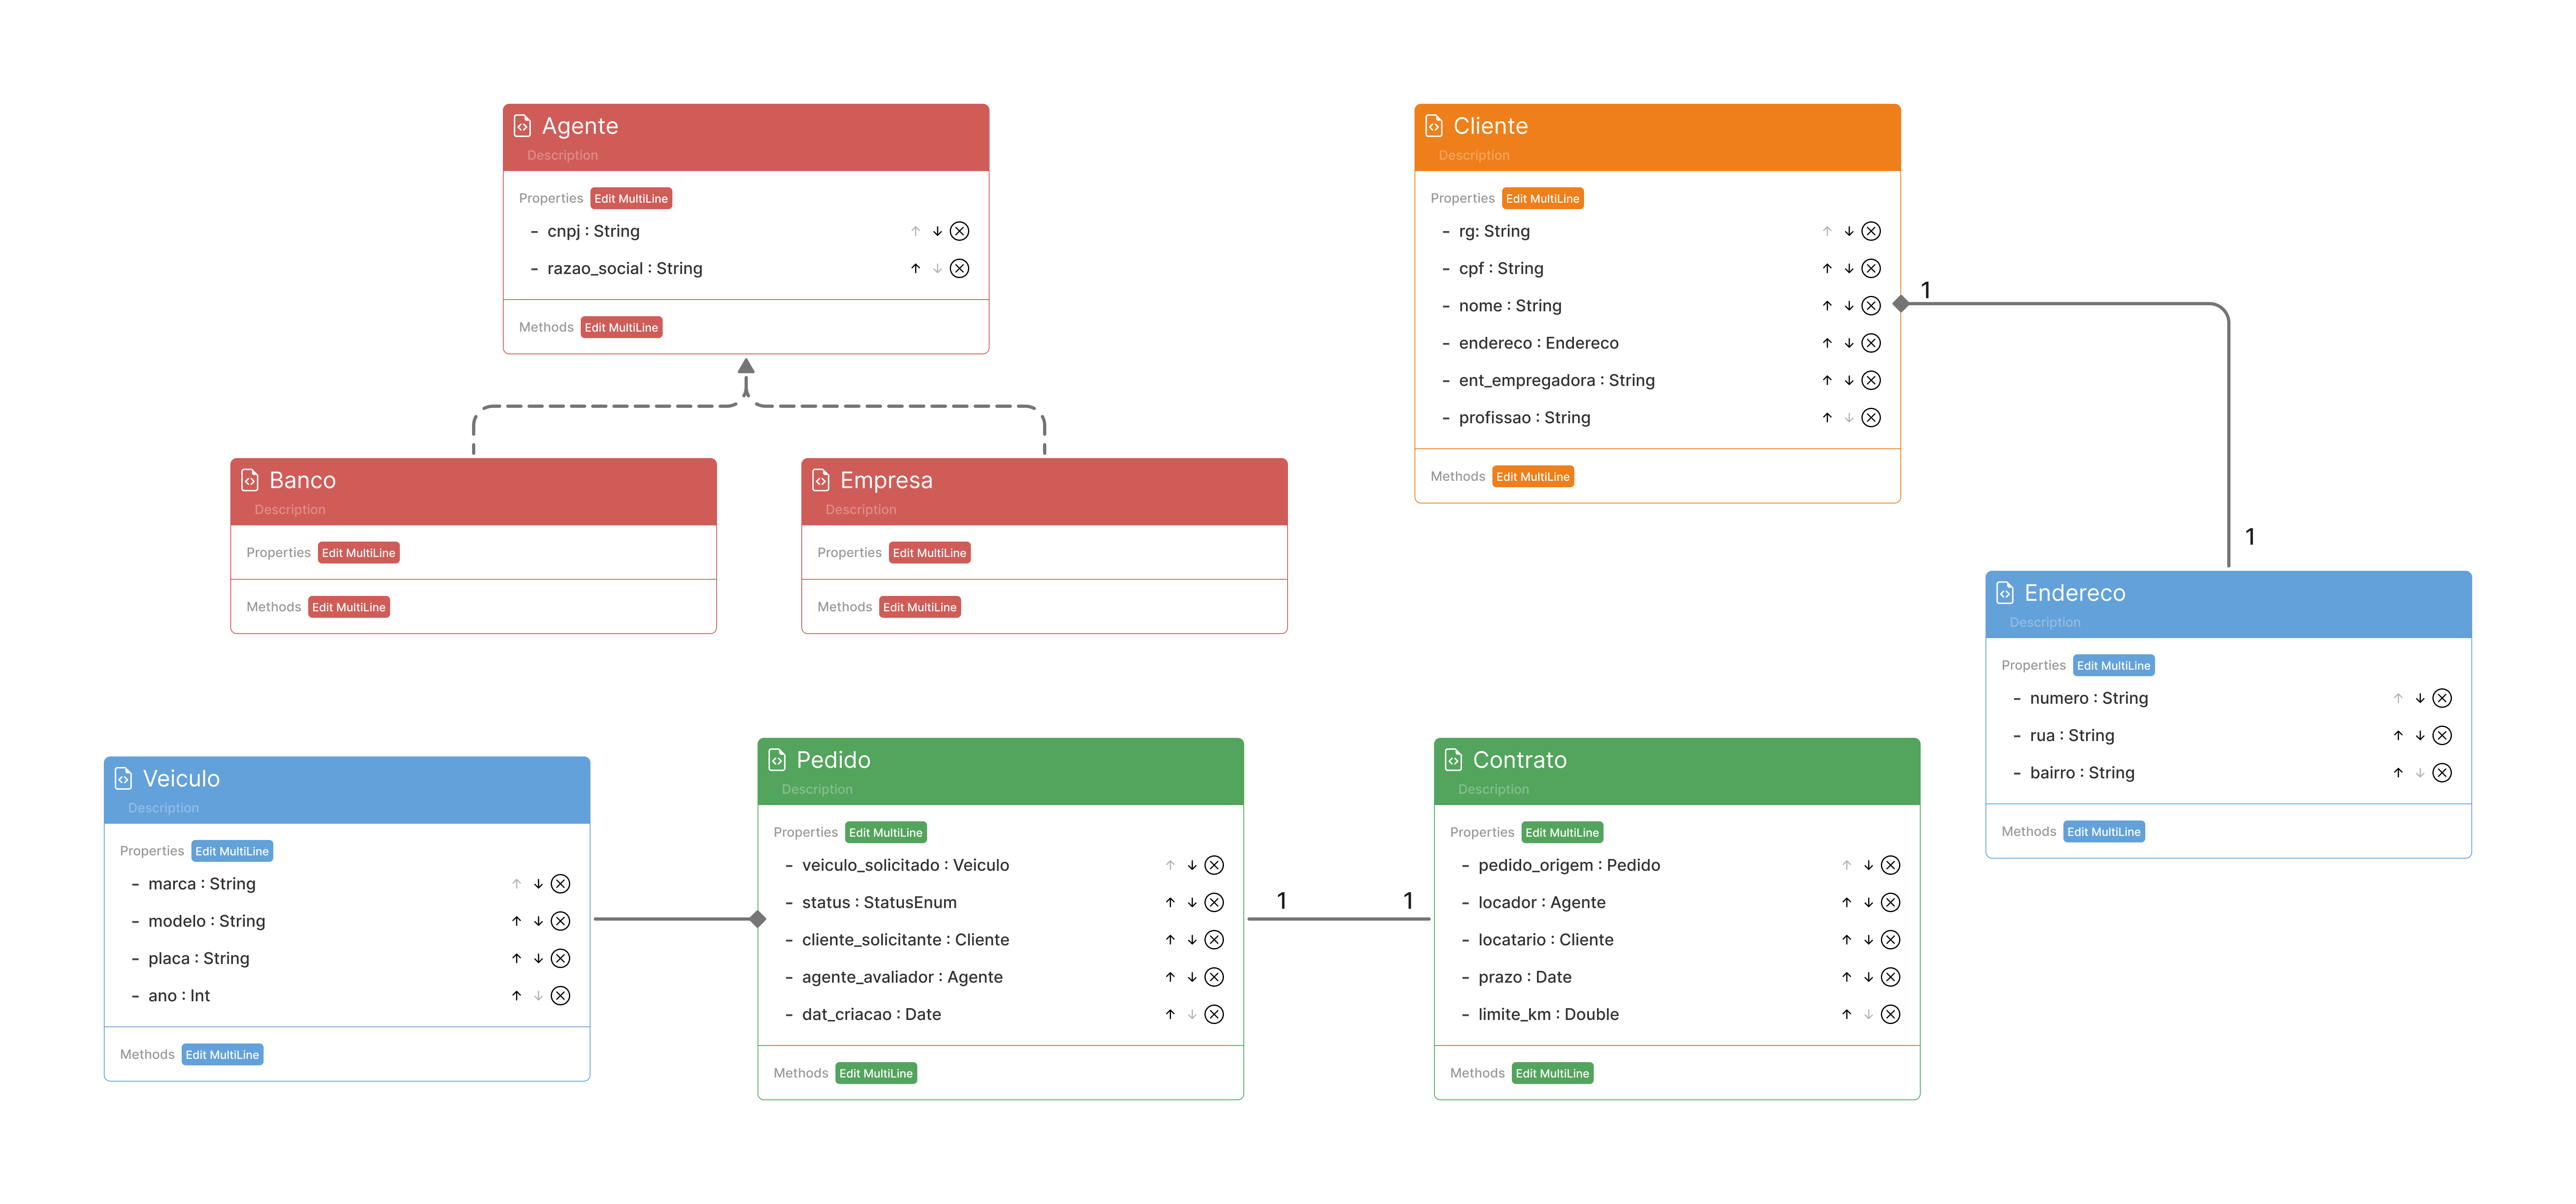 Agente
Description
Properties Edit MultiLine
- cnpj : String
- razao_social : String
Methods Edit MultiLine
Cliente
Description
Properties Edit MultiLine
- rg: String
- cpf : String
- nome : String
- endereco : Endereco
- ent_empregadora : String
- profissao : String
Methods Edit MultiLine
1
1
Banco
Description
Properties Edit MultiLine
Methods Edit MultiLine
Empresa
Description
Properties Edit MultiLine
Methods Edit MultiLine
Endereco
Description
Properties Edit MultiLine
- numero : String
- rua : String
- bairro : String
Methods Edit MultiLine
Veiculo
Description
Properties Edit MultiLine
- marca : String
- modelo : String
- placa : String
- ano : Int
Methods Edit MultiLine
Pedido
Description
Properties Edit MultiLine
- veiculo_solicitado : Veiculo
- status : StatusEnum
- cliente_solicitante : Cliente
- agente_avaliador : Agente
- dat_criacao : Date
Methods Edit MultiLine
1 1
Contrato
Description
Properties Edit MultiLine
- pedido_origem : Pedido
- locador : Agente
- locatario : Cliente
- prazo : Date
- limite_km : Double
Methods Edit MultiLine